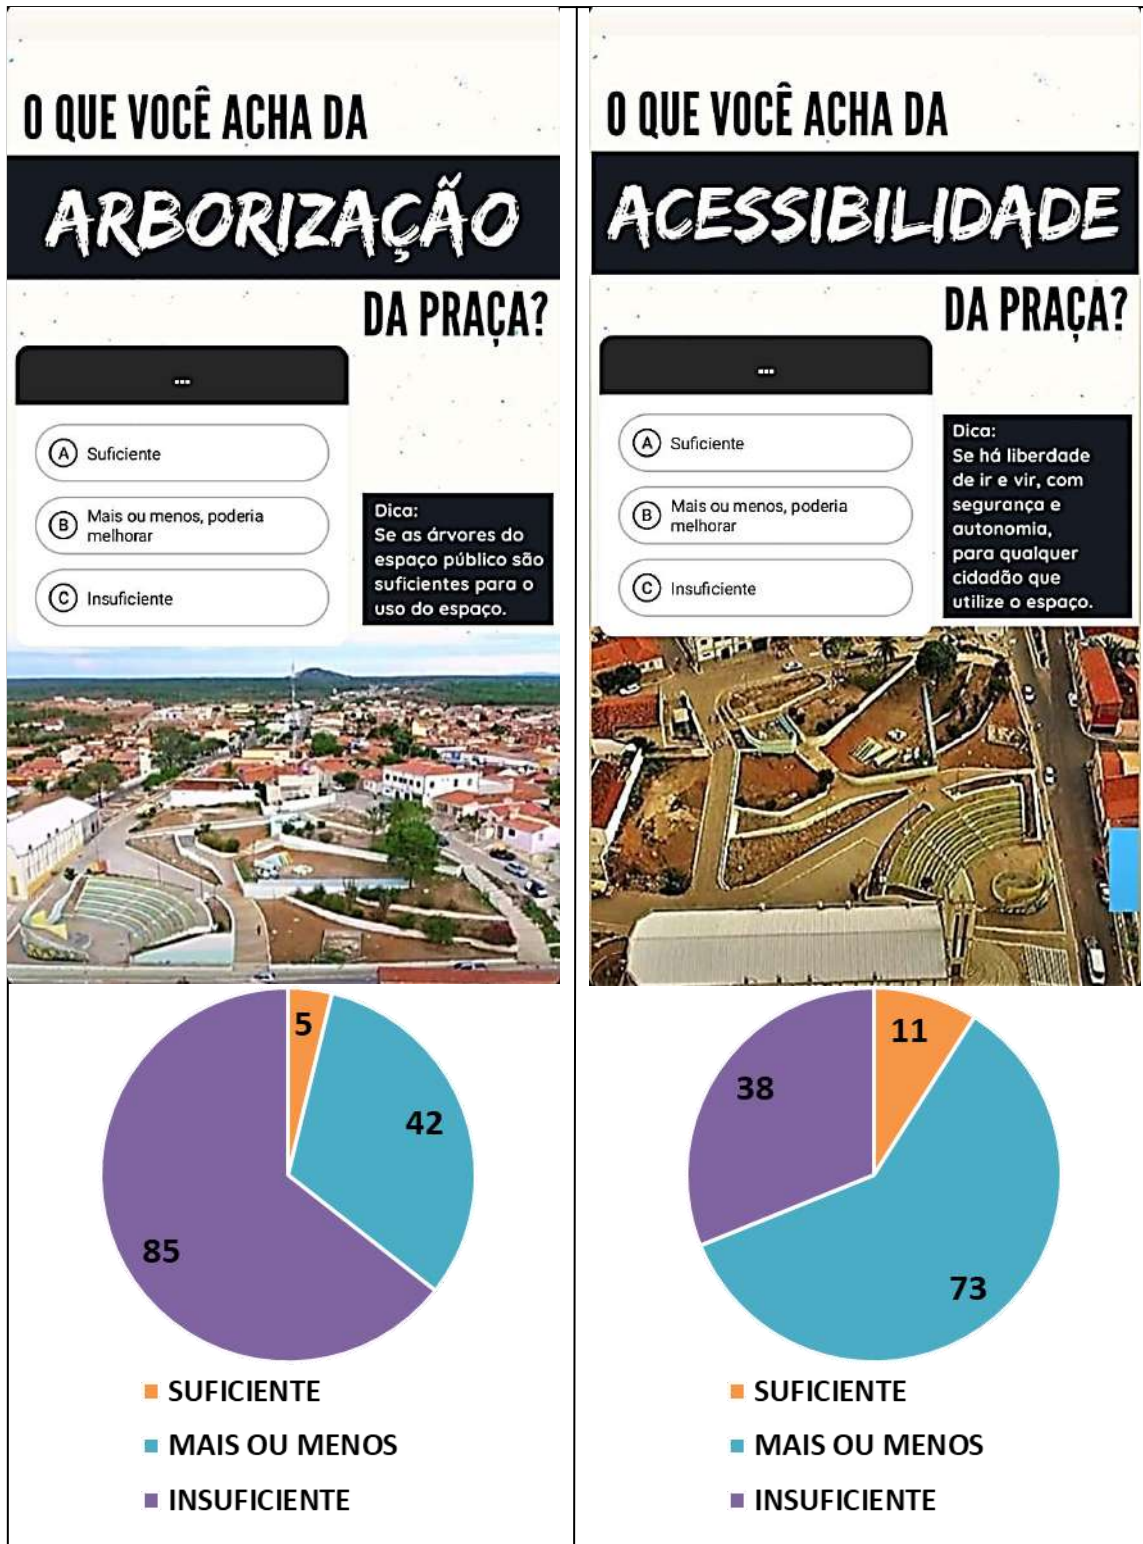 O QUE VOCÊ ACHA DA
ARBORIZAÇÃO
DA PRAÇA?
...
A Suficiente
B Mais ou menos, poderia
melhorar
C Insuficiente
Dica:
Se as árvores do
espaço público são
suficientes para o
uso do espaço.
5
42
85
SUFICIENTE
MAIS OU MENOS
INSUFICIENTE
O QUE VOCÊ ACHA DA
ACESSIBILIDADE
DA PRAÇA?
...
A Suficiente
B Mais ou menos, poderia
melhorar
C Insuficiente
Dica:
Se há liberdade
de ir e vir, com
segurança e
autonomia,
para qualquer
cidadão que
utilize o espaço.
11
38
73
SUFICIENTE
MAIS OU MENOS
INSUFICIENTE